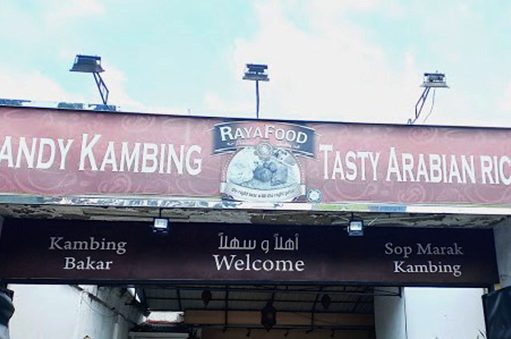 ANDY KAMBING
RAYAFOOD
TASTY ARABIAN RIC
Kambing
Bakar
أهلاً و سهلاً
Welcome
Sop Marak
Kambing